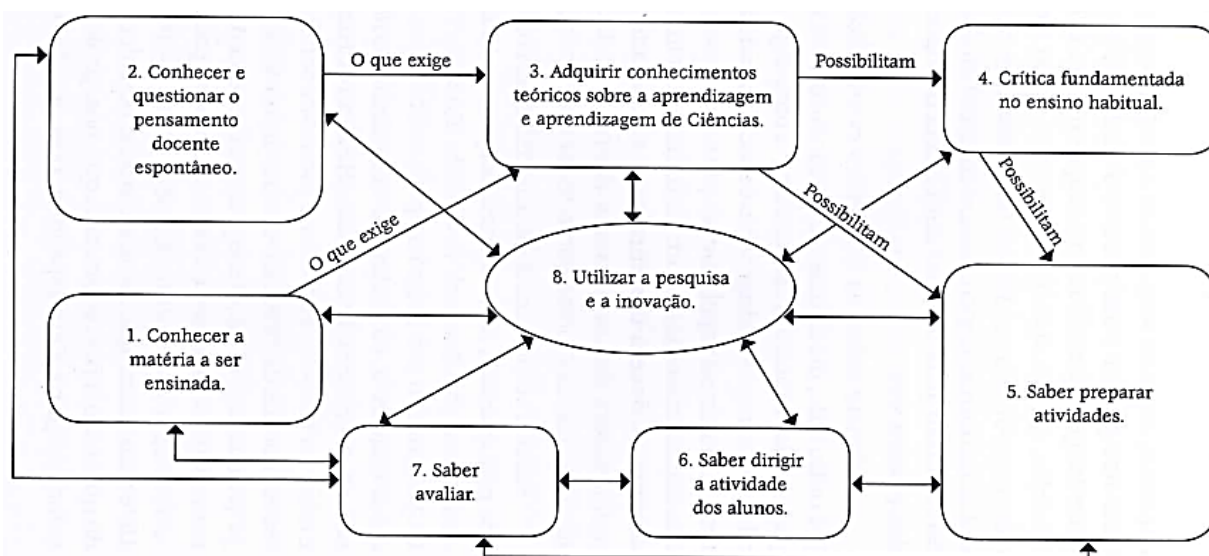 2. Conhecer e
questionar o
pensamento
docente
espontâneo.
O que exige
3. Adquirir conhecimentos
teóricos sobre a aprendizagem
e aprendizagem de Ciências.
Possibilitam
4. Crítica fundamentada
no ensino habitual.
O que exige
Possibilitam
Possibilitam
1. Conhecer a
matéria a ser
ensinada.
8. Utilizar a pesquisa
e a inovação.
5. Saber preparar
atividades.
7. Saber
avaliar.
6. Saber dirigir
a atividade
dos alunos.